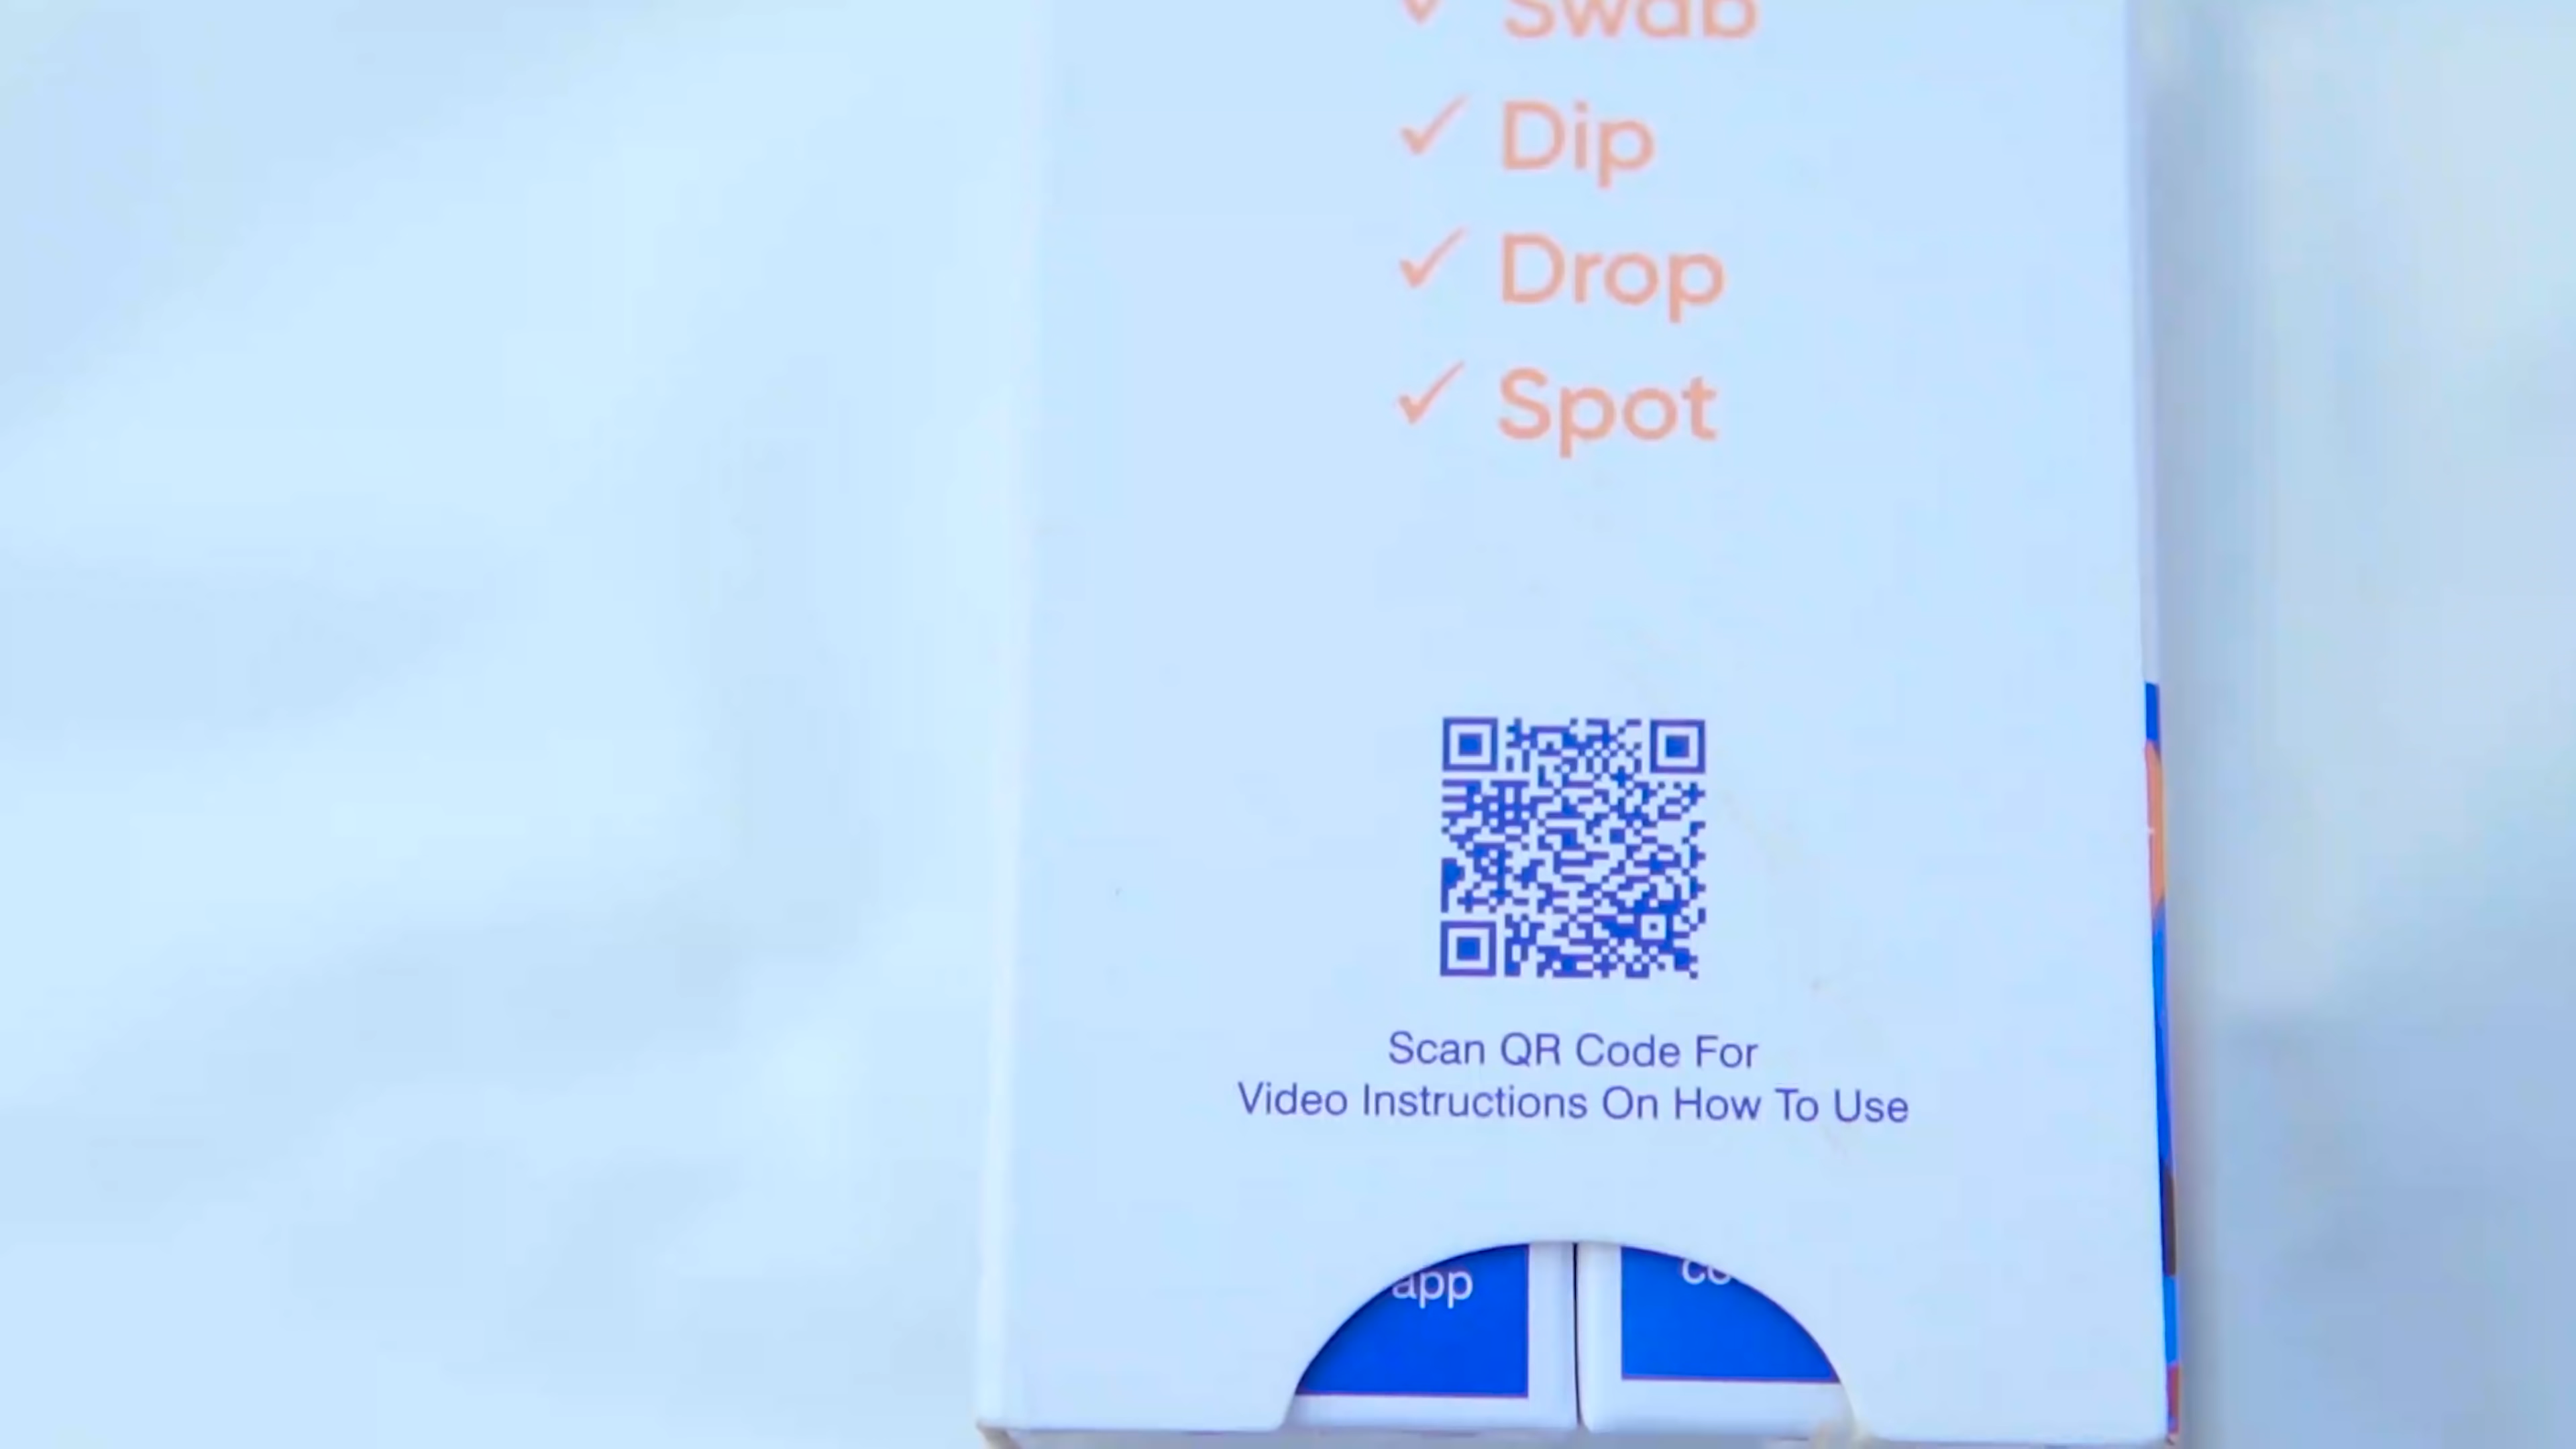 ✓ Swab
✓ Dip
✓ Drop
✓ Spot
Scan QR Code For
Video Instructions On How To Use
app